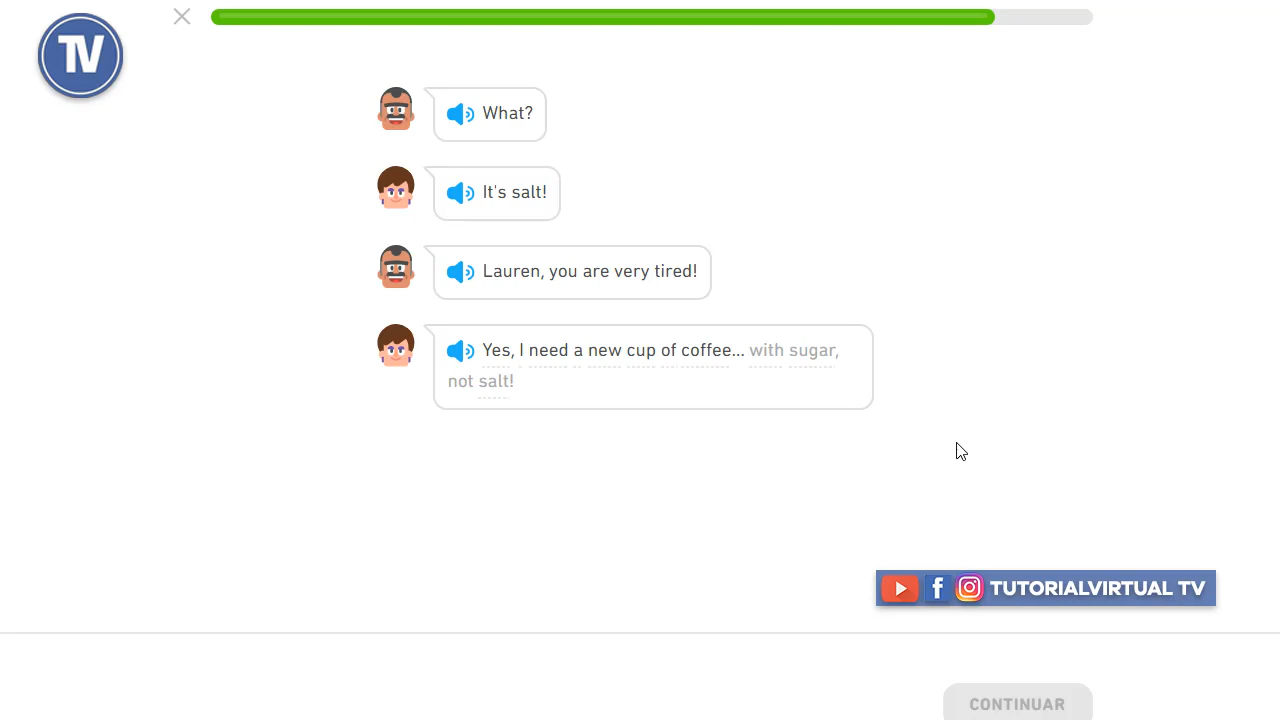 TV
What?
It's salt!
Lauren, you are very tired!
Yes, I need a new cup of coffee... with sugar,
not salt!
f TUTORIALVIRTUAL TV
CONTINUAR